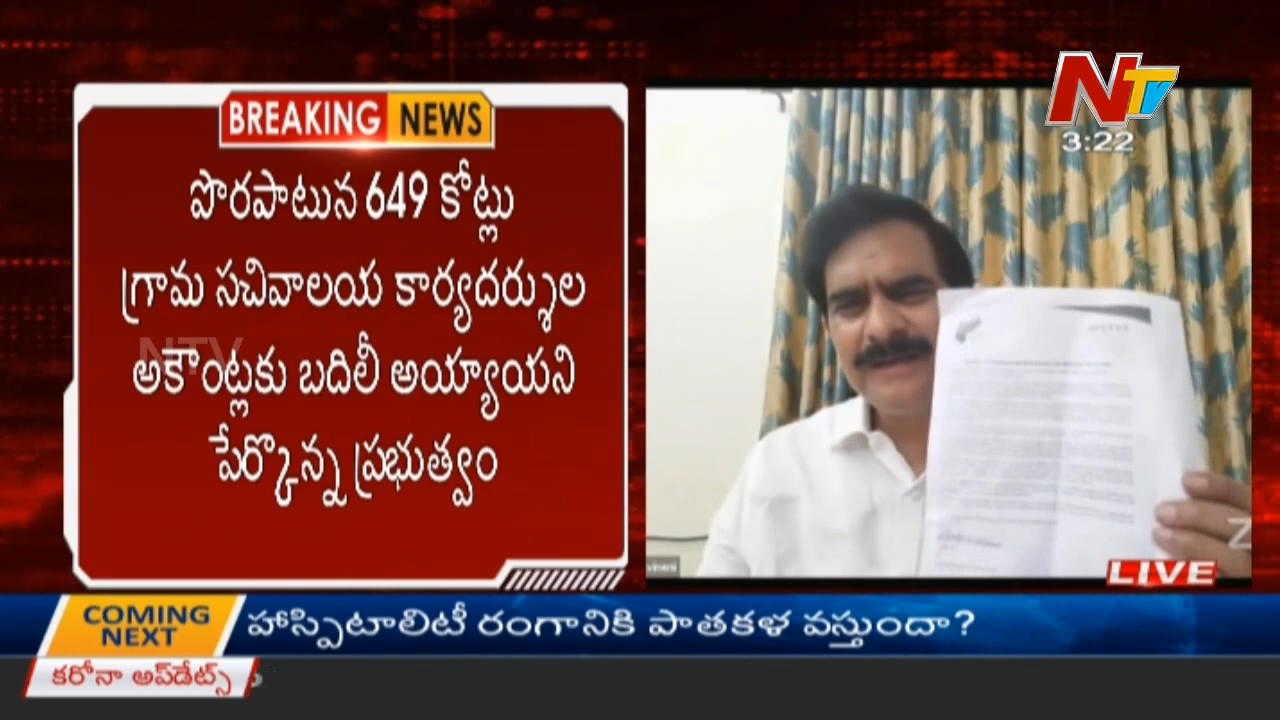 BREAKING NEWS
పొరపాటున 649 కోట్లు
గ్రామ సచివాలయ కార్యదర్శుల
అకౌంట్లకు బదిలీ అయ్యాయని
పేర్కొన్న ప్రభుత్వం
NTV
NTV
3:22
LIVE
COMING NEXT
హాస్పిటాలిటీ రంగానికి పాతకళ వస్తుందా?
కరోనా అప్‌డేట్స్